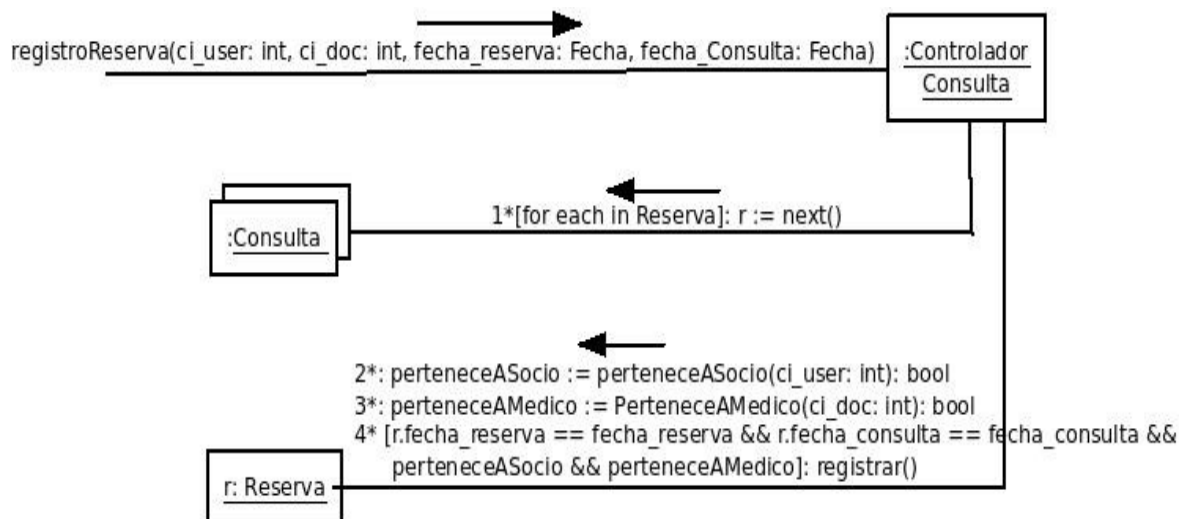 registroReserva(ci_user: int, ci_doc: int, fecha_reserva: Fecha, fecha_Consulta: Fecha)
:Controlador
Consulta
1*[for each in Reserva]: r := next()
:Consulta
2*: perteneceASocio := perteneceASocio(ci_user: int): bool
3*: perteneceAMedico := PerteneceAMedico(ci_doc: int): bool
4* [r.fecha_reserva == fecha_reserva && r.fecha_consulta == fecha_consulta &&
perteneceASocio && perteneceAMedico]: registrar()
r: Reserva